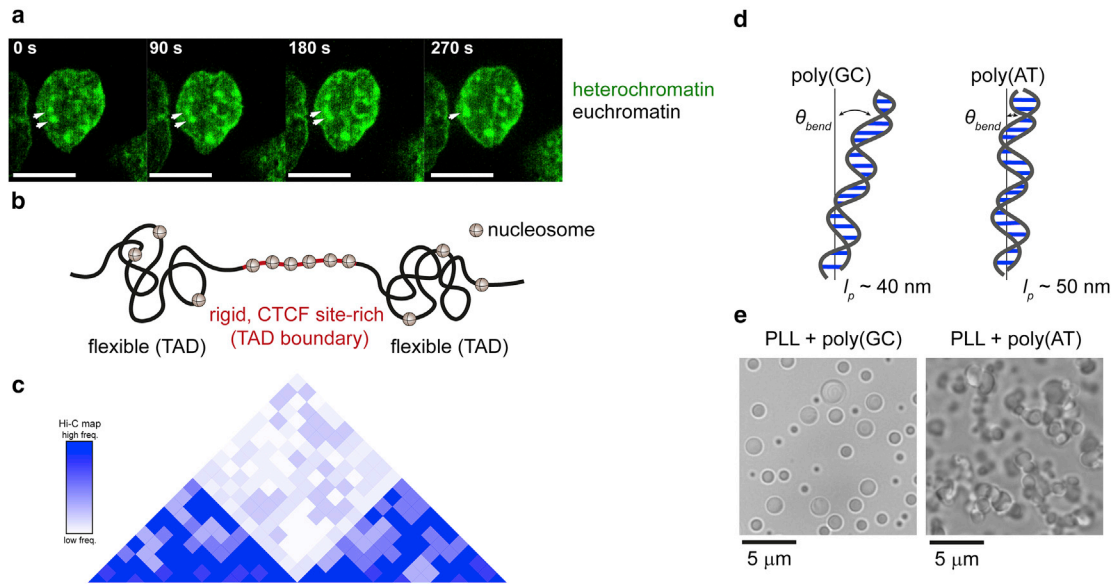 a
0 s
90 s
180 s
270 s
heterochromatin
euchromatin
b
nucleosome
rigid, CTCF site-rich
(TAD boundary)
flexible (TAD)
flexible (TAD)
c
Hi-C map
high freq.
low freq.
d
poly(GC)
poly(AT)
θbend
θbend
lp ~ 40 nm
lp ~ 50 nm
e
PLL + poly(GC)
PLL + poly(AT)
5 μm
5 μm